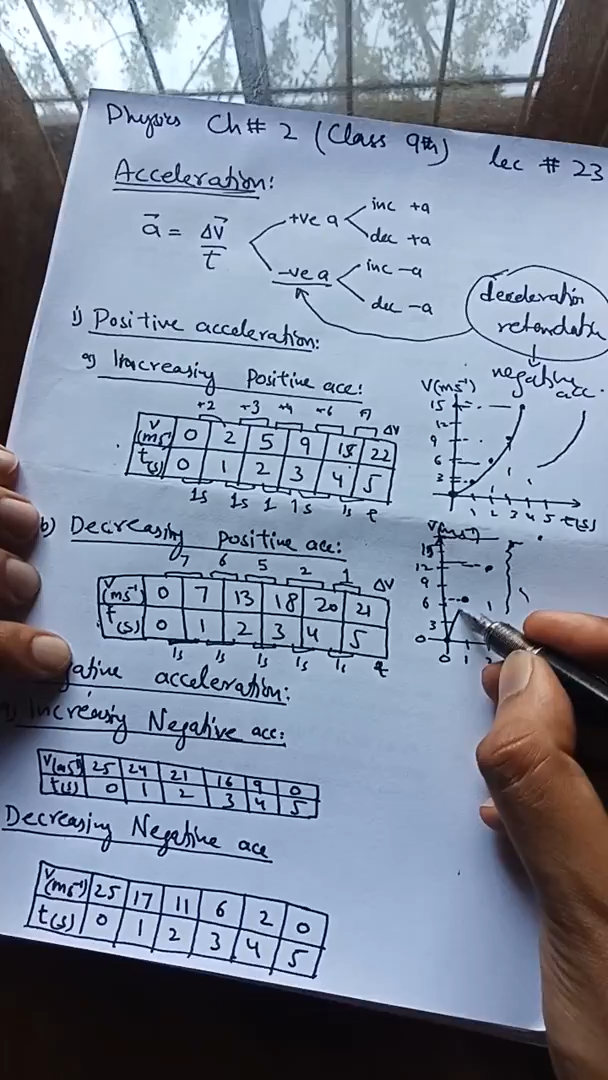 Physics Ch # 2 (Class 9th) lec # 23
Acceleration:
a = Δv / t
+ve a
inc +a
dec +a
-ve a
inc -a
dec -a
deceleration
retardation
negative acc.
i) Positive acceleration:
a) Increasing Positive acc:
+2 +3 +4 +6 +7 Δv
v (ms⁻¹) 0 2 5 9 15 22
t (s) 0 1 2 3 4 5
1s 1s 1 1s 1s t
V(ms⁻¹)
15
12
9
6
3
1 2 3 4 5 t(s)
b) Decreasing positive acc:
7 6 5 2 1 Δv
v (ms⁻¹) 0 7 13 18 20 21
t (s) 0 1 2 3 4 5
1s 1s 1s 1s 1s t
V(ms⁻¹)
15
12
9
6
3
0
0 1 2
gative acceleration:
Increasing Negative acc:
V(ms⁻¹) 25 24 21 16 9 0
t(s) 0 1 2 3 4 5
Decreasing Negative acc
V(ms⁻¹) 25 17 11 6 2 0
t(s) 0 1 2 3 4 5